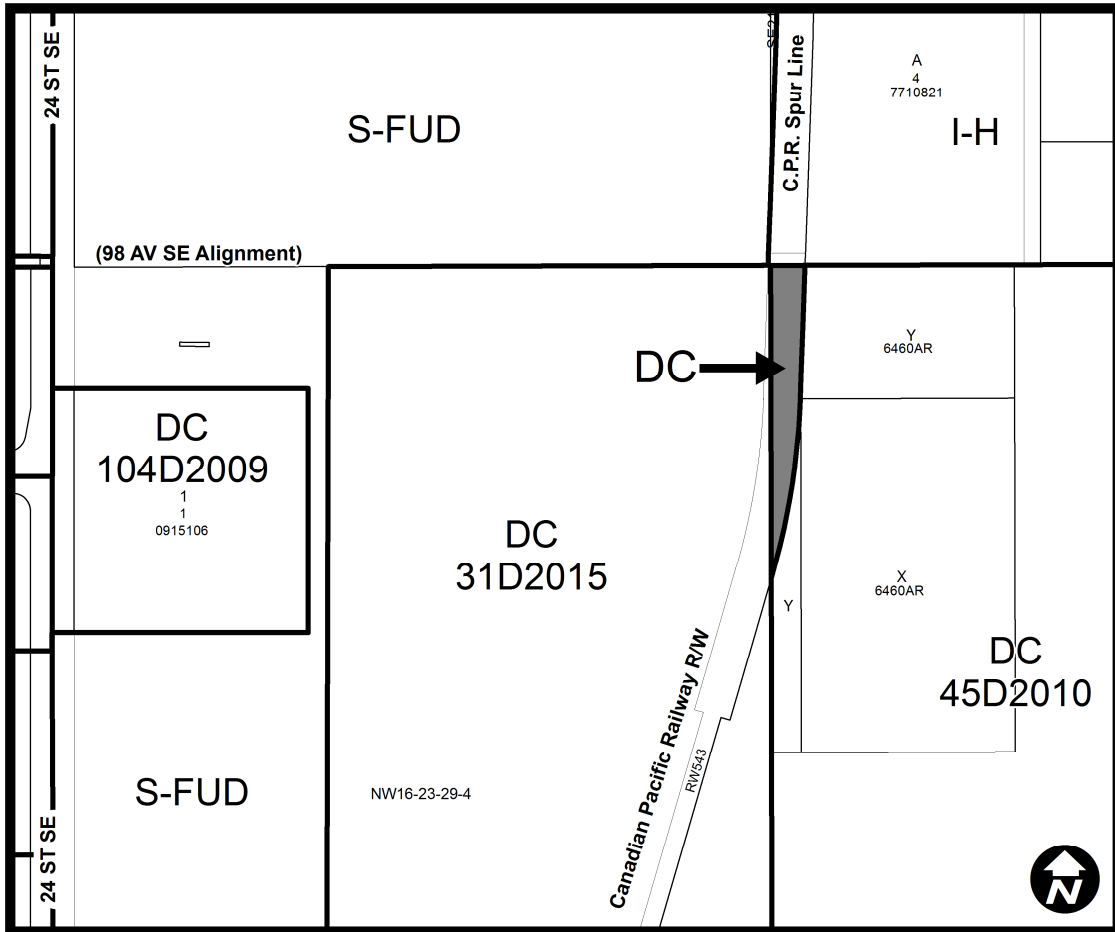 24 ST SE
S-FUD
SE21
C.P.R. Spur Line
A
4
7710821
I-H
(98 AV SE Alignment)
DC
Y
6460AR
DC
104D2009
1
1
0915106
DC
31D2015
X
6460AR
Y
DC
45D2010
Canadian Pacific Railway R/W
RW543
S-FUD
NW16-23-29-4
24 ST SE
N